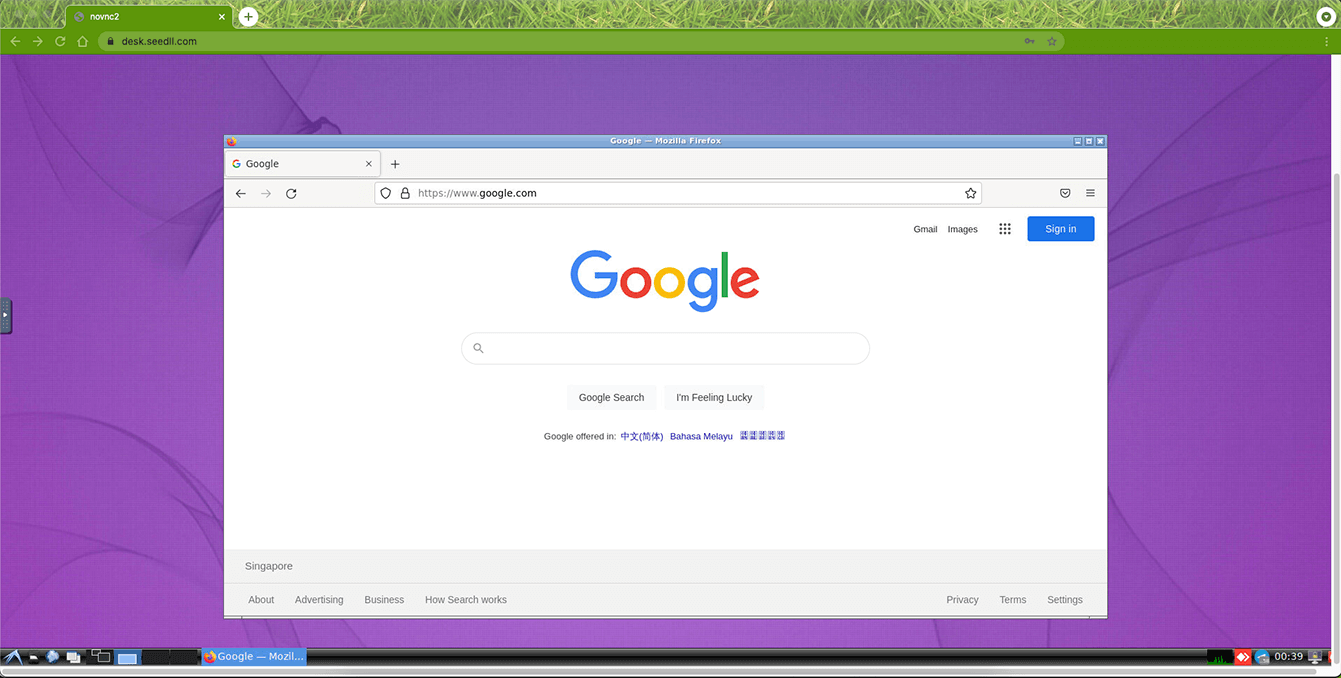 novnc2
desk.seedll.com
Google — Mozilla Firefox
Google
https://www.google.com
Gmail Images Sign in
Google
Google Search I'm Feeling Lucky
Google offered in: 中文(简体) Bahasa Melayu
Singapore
About Advertising Business How Search works Privacy Terms Settings
Google — Mozil... 00:39